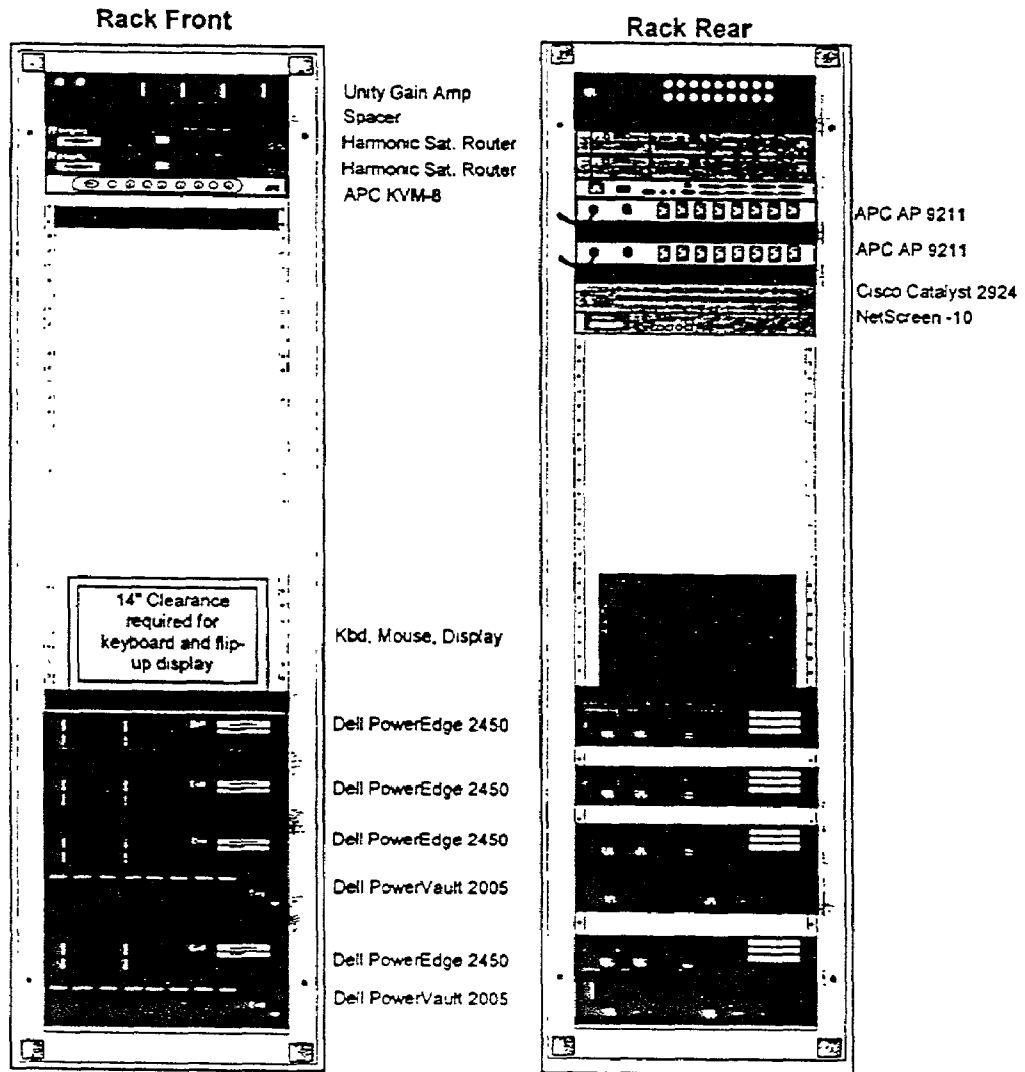 Rack Front
Unity Gain Amp
Spacer
Harmonic Sat. Router
Harmonic Sat. Router
APC KVM-8
14" Clearance
required for
keyboard and flip-
up display
Kbd, Mouse, Display
Dell PowerEdge 2450
Dell PowerEdge 2450
Dell PowerEdge 2450
Dell PowerVault 2005
Dell PowerEdge 2450
Dell PowerVault 2005
Rack Rear
APC AP 9211
APC AP 9211
Cisco Catalyst 2924
NetScreen -10